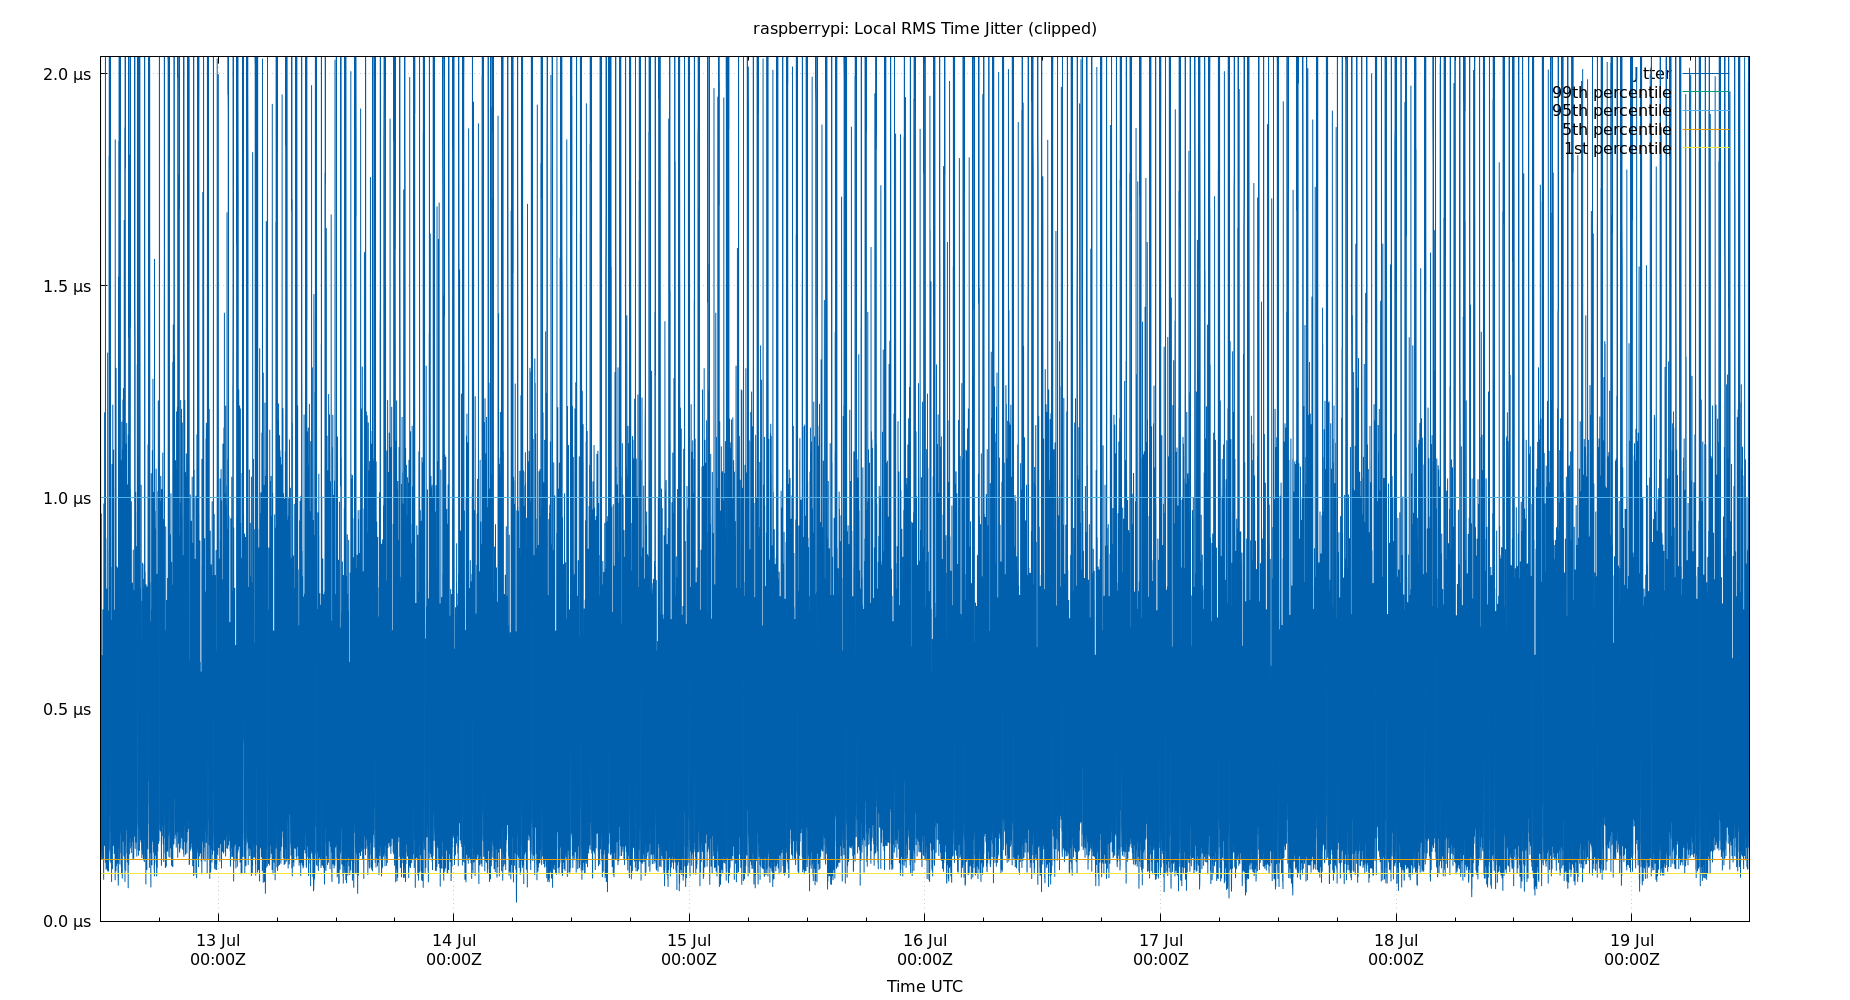 raspberrypi: Local RMS Time Jitter (clipped)
2.0 µs
1.5 µs
1.0 µs
0.5 µs
0.0 µs
Jitter
99th percentile
95th percentile
5th percentile
1st percentile
13 Jul
00:00Z
14 Jul
00:00Z
15 Jul
00:00Z
16 Jul
00:00Z
17 Jul
00:00Z
18 Jul
00:00Z
19 Jul
00:00Z
Time UTC